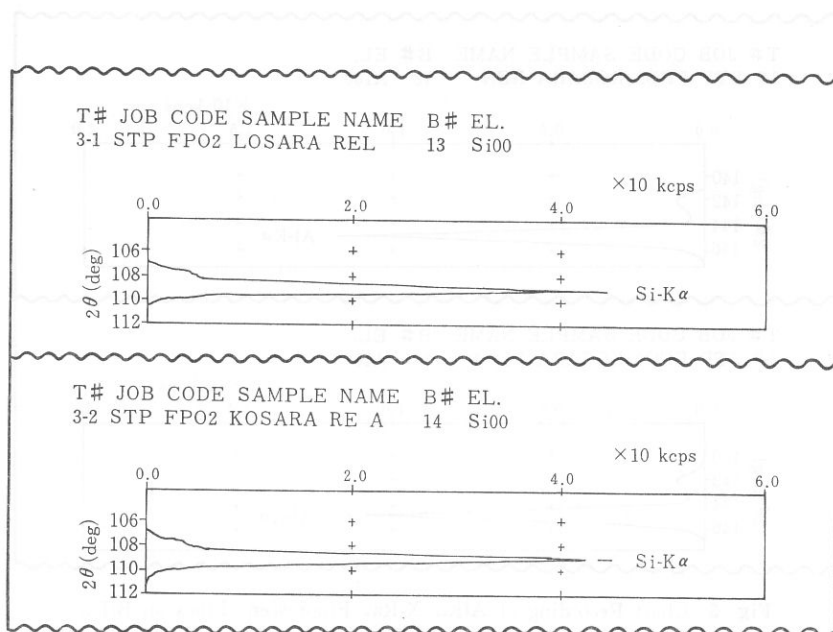 T# JOB CODE SAMPLE NAME B# EL.
3-1 STP FPO2 LOSARA REL 13 Si00
×10 kcps
0.0 2.0 4.0 6.0
2θ (deg)
106
108
110
112
Si-Kα
T# JOB CODE SAMPLE NAME B# EL.
3-2 STP FPO2 KOSARA RE A 14 Si00
×10 kcps
0.0 2.0 4.0 6.0
2θ (deg)
106
108
110
112
Si-Kα